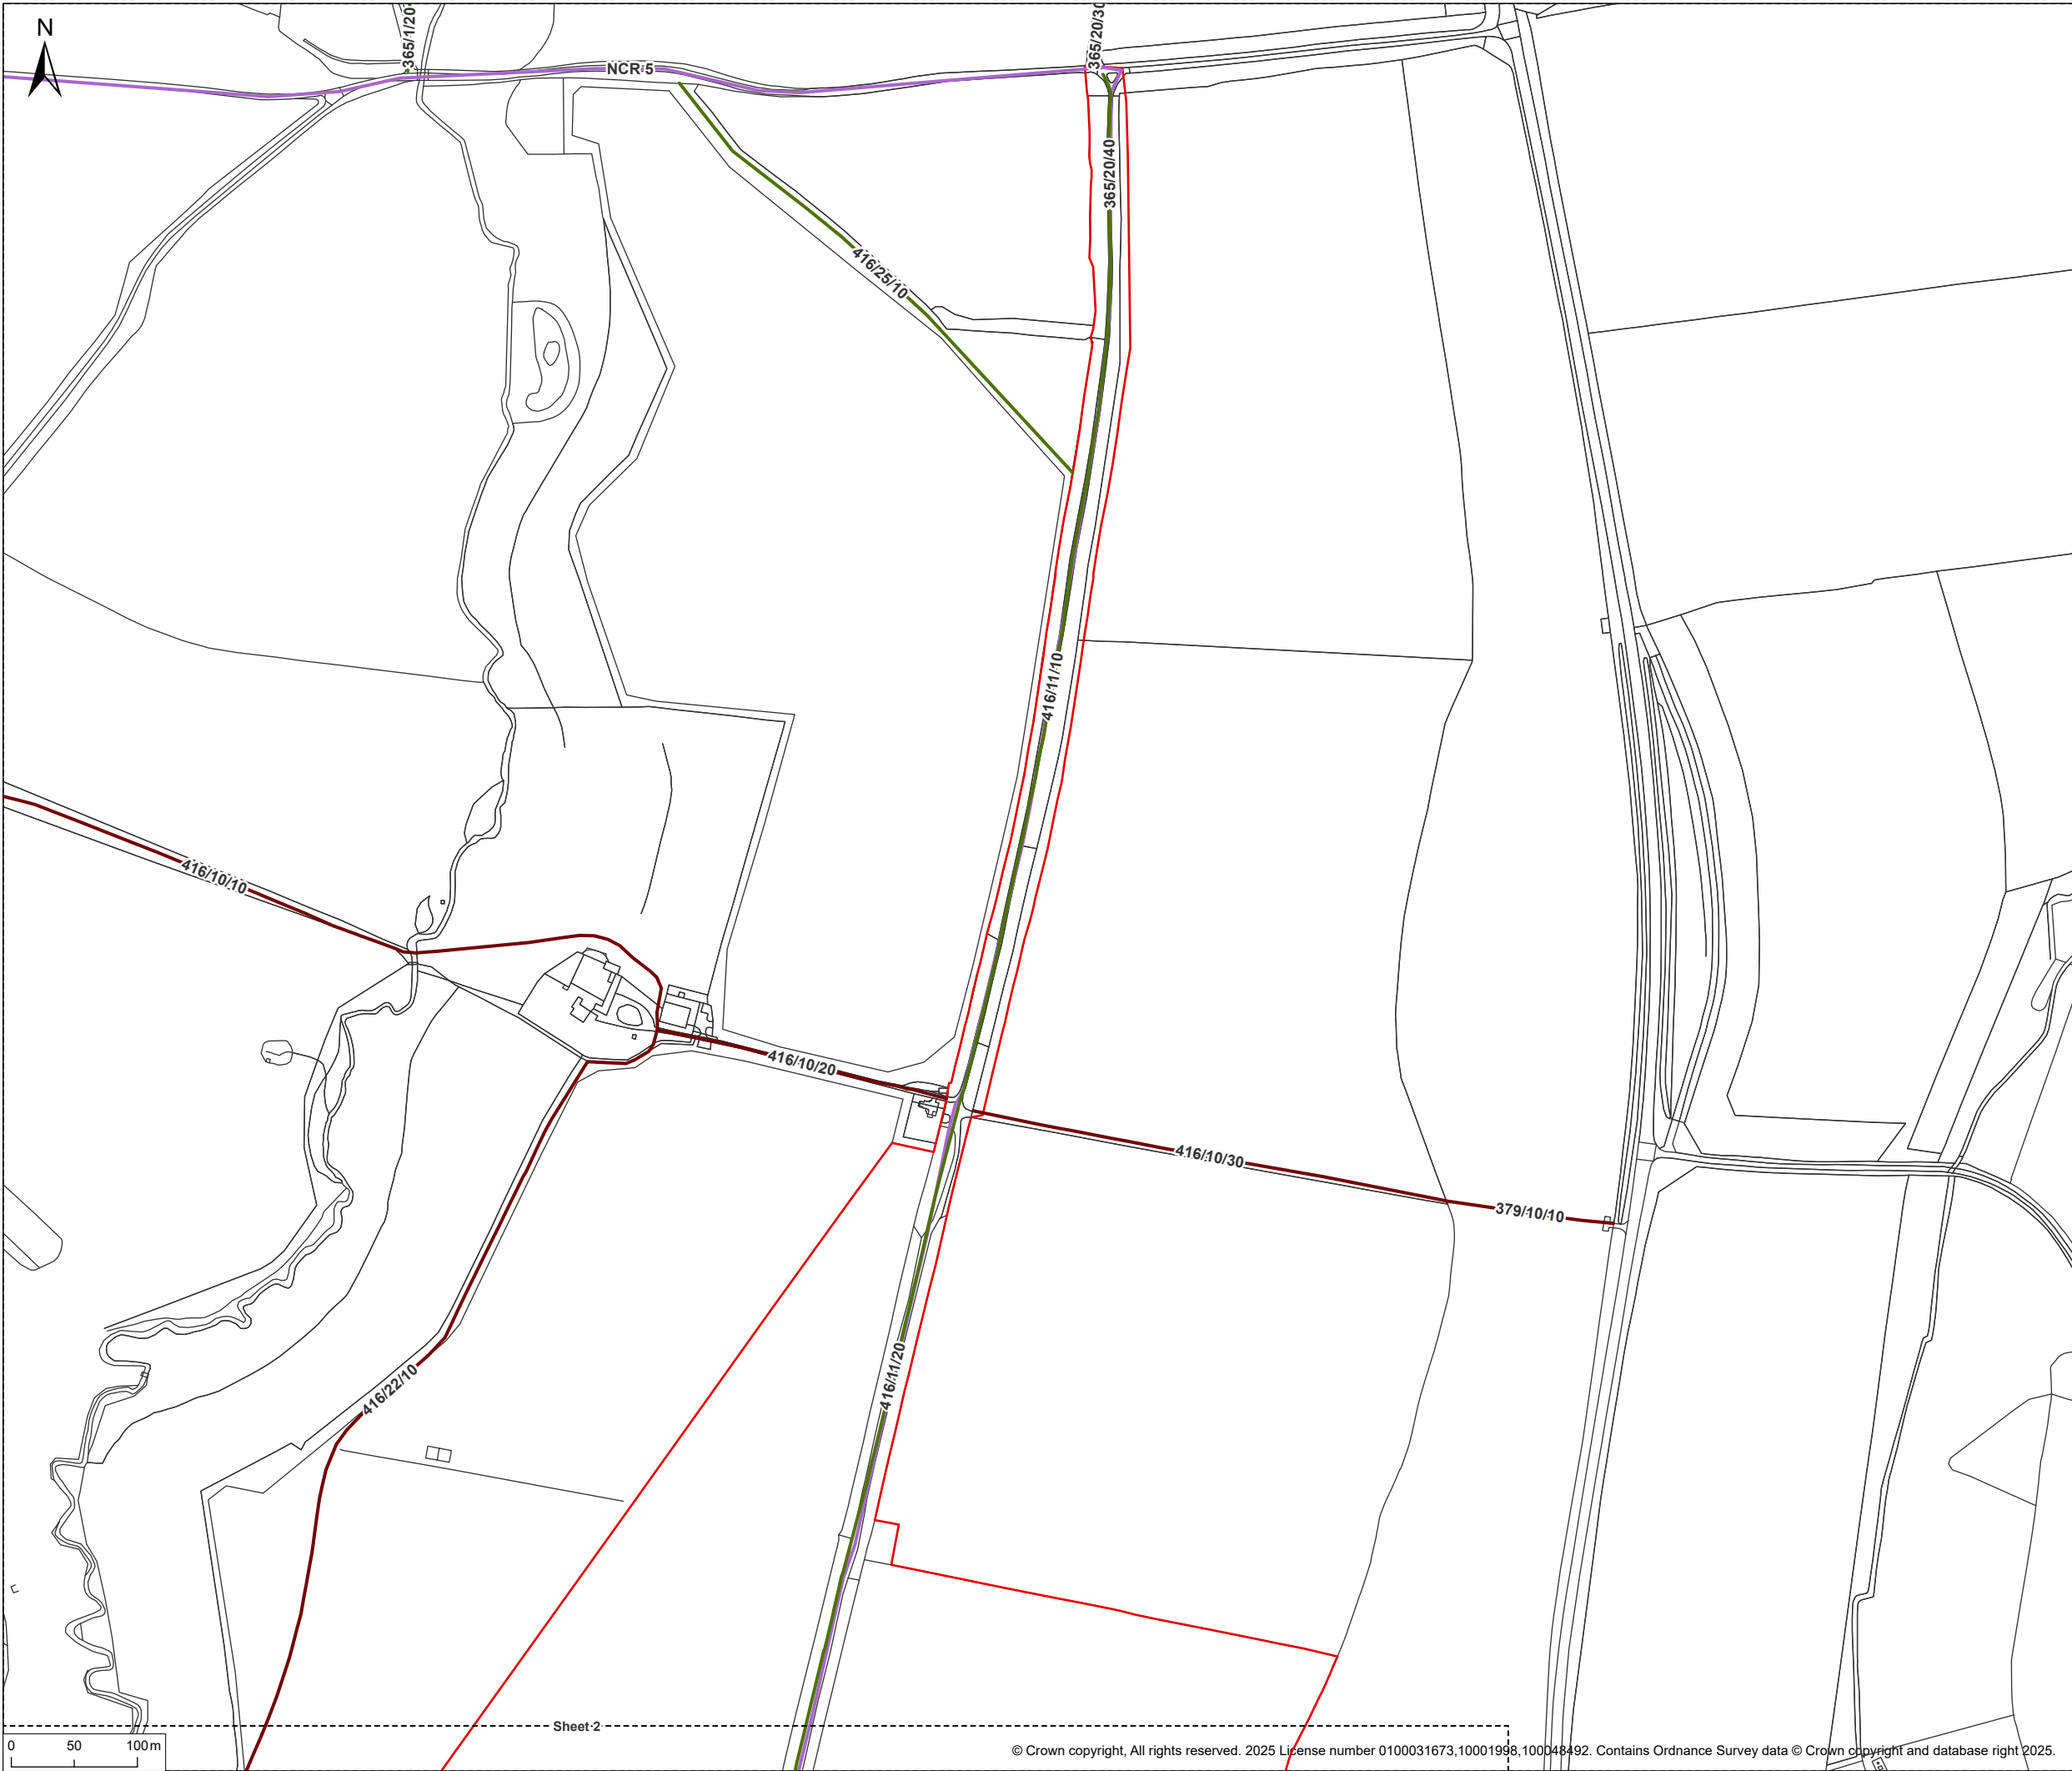 N
365/1/20
365/20/30
NCR 5
365/20/40
416/25/10
416/11/10
416/10/10
416/10/20
416/10/30
379/10/10
416/11/20
416/22/10
Sheet 2
0 50 100m
© Crown copyright, All rights reserved. 2025 License number 0100031673,10001998,100048492. Contains Ordnance Survey data © Crown copyright and database right 2025.